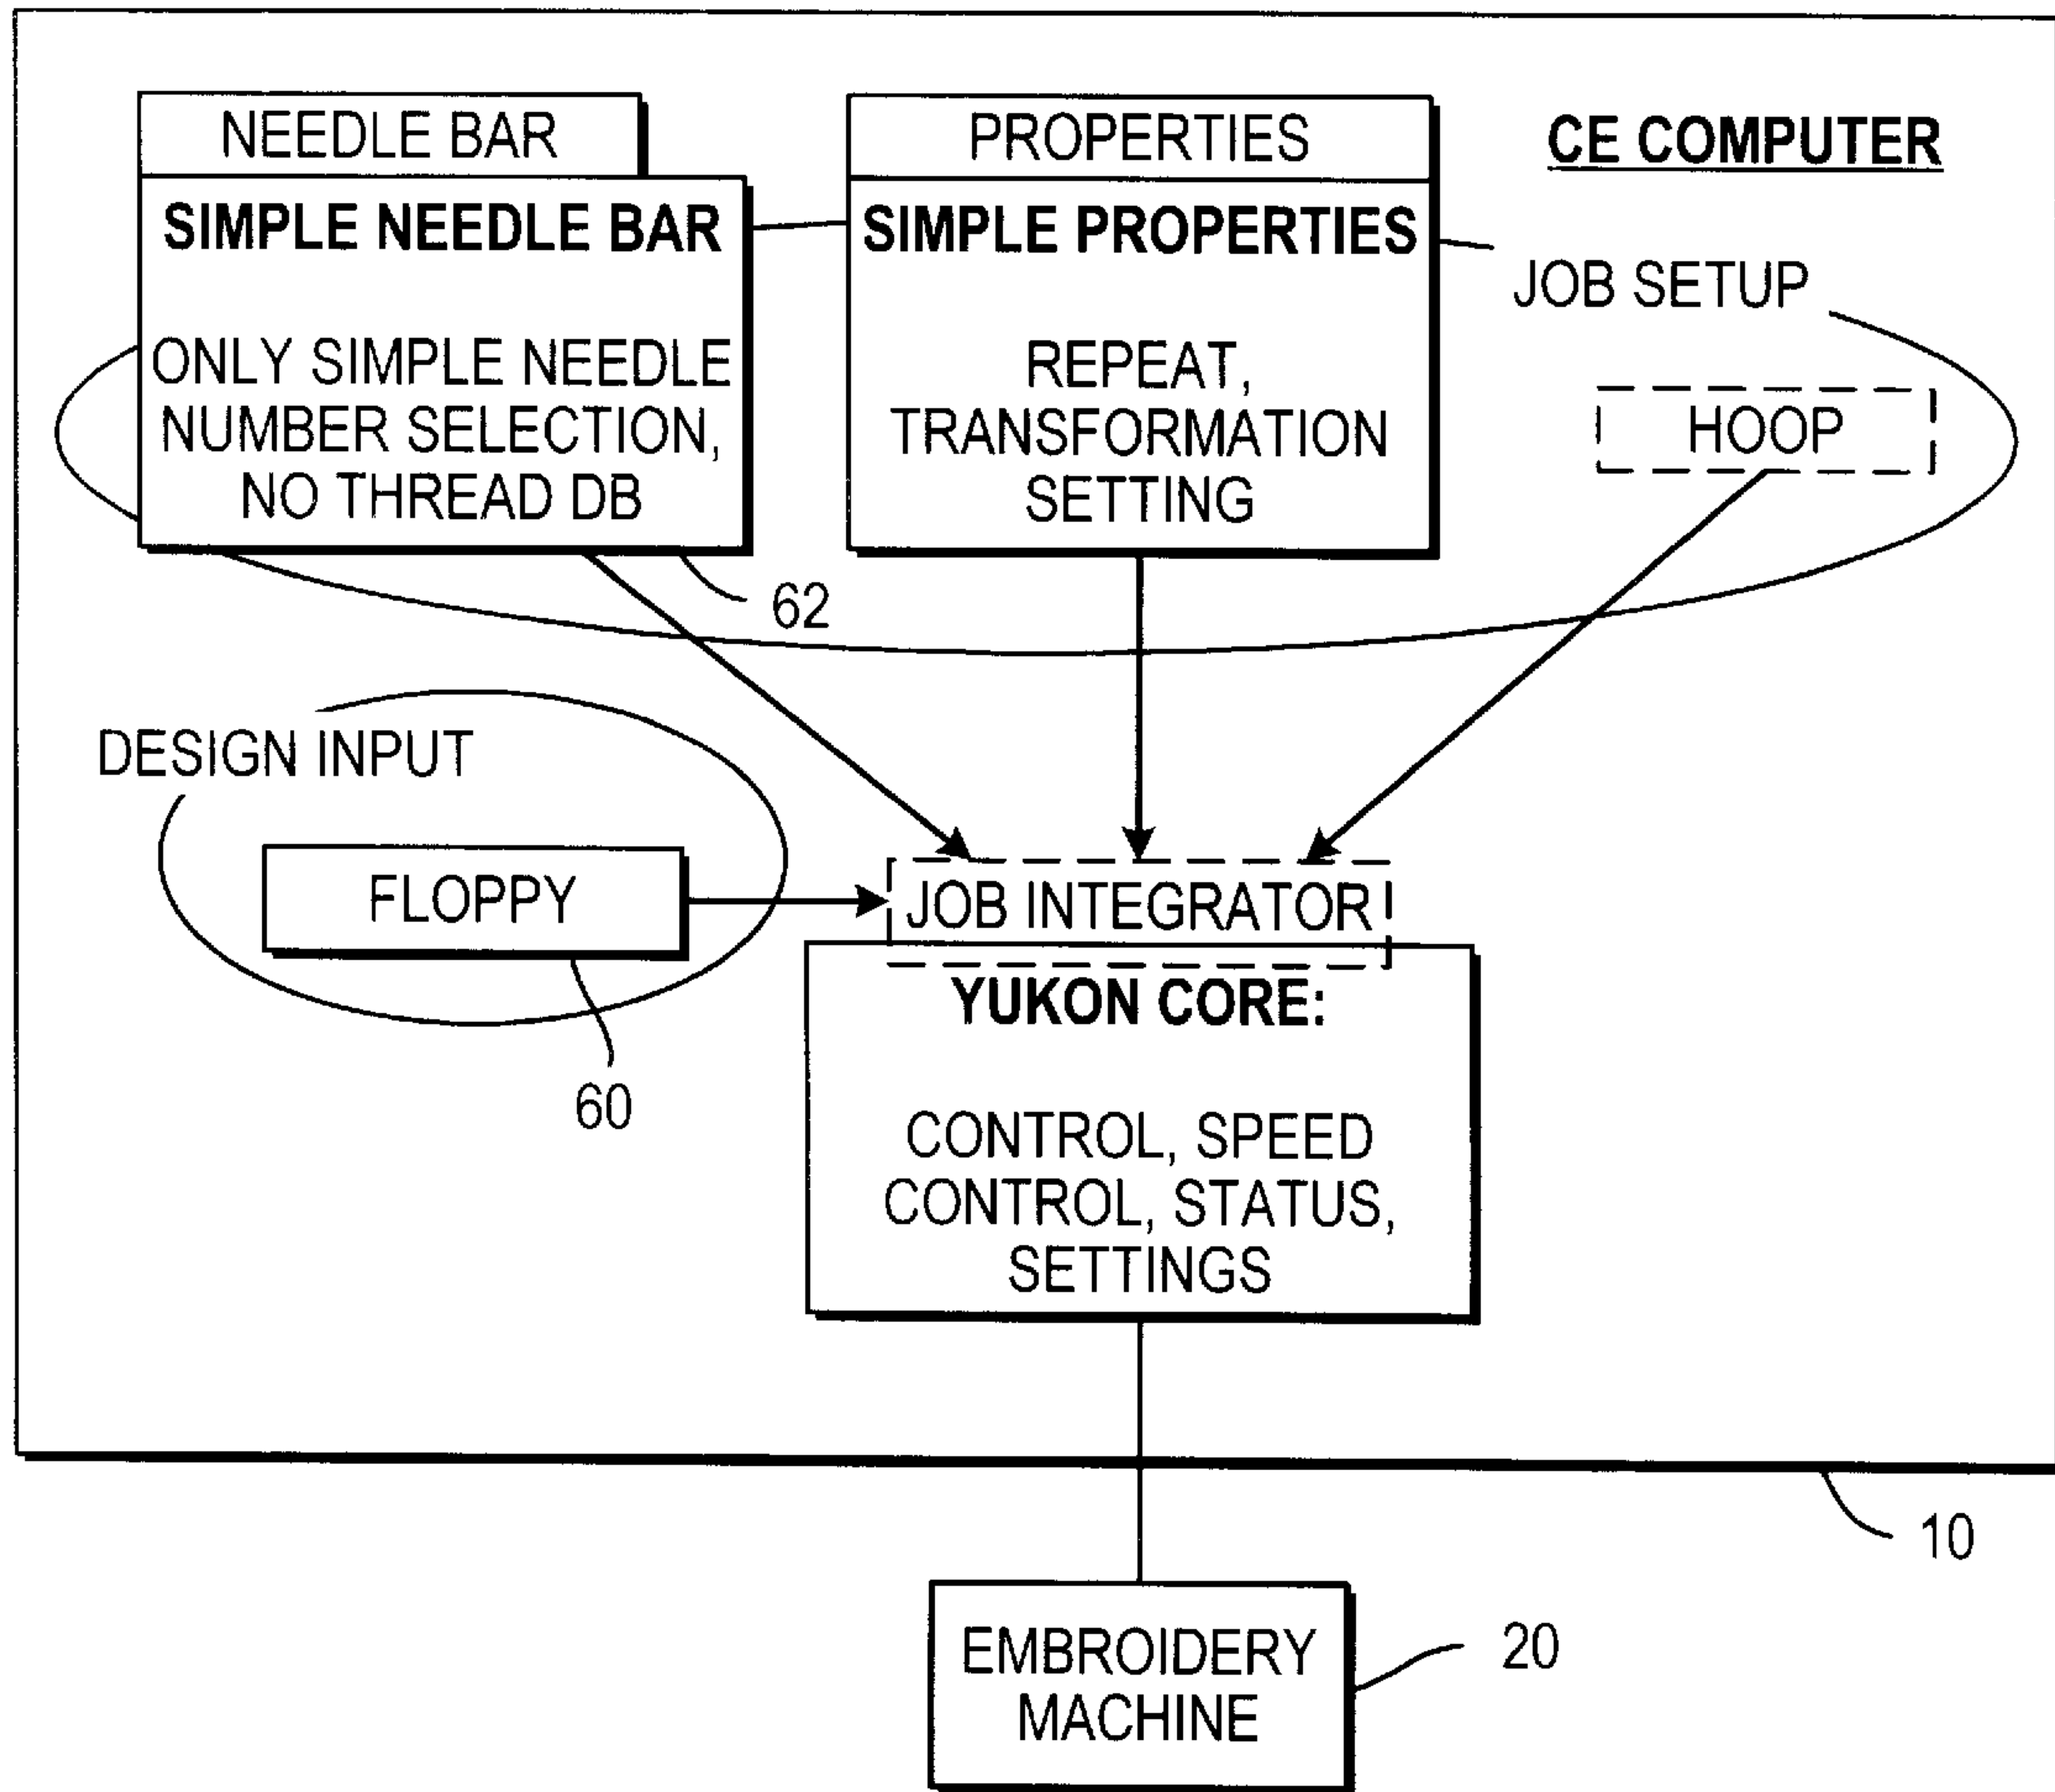 NEEDLE BAR
SIMPLE NEEDLE BAR
ONLY SIMPLE NEEDLE
NUMBER SELECTION,
NO THREAD DB
62
PROPERTIES
SIMPLE PROPERTIES
REPEAT,
TRANSFORMATION
SETTING
CE COMPUTER
JOB SETUP
HOOP
DESIGN INPUT
FLOPPY
60
JOB INTEGRATOR
YUKON CORE:
CONTROL, SPEED
CONTROL, STATUS,
SETTINGS
10
EMBROIDERY
MACHINE
20